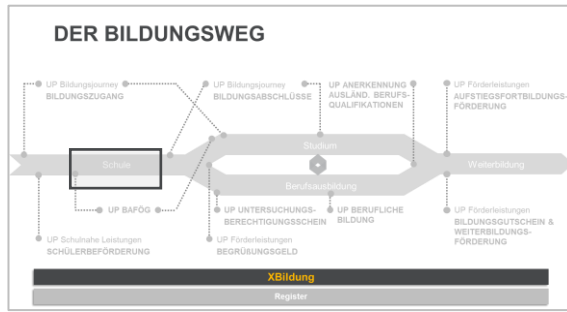 DER BILDUNGSWEG
UP Bildungsjourney
BILDUNGSZUGANG
UP Bildungsjourney
BILDUNGSABSCHLÜSSE
UP ANERKENNUNG
AUSLÄND. BERUFS-
QUALIFIKATIONEN
UP Förderleistungen
AUFSTIEGSFORTBILDUNGS-
FÖRDERUNG
Studium
Schule
Weiterbildung
Berufsausbildung
UP BAFÖG
UP UNTERSUCHUNGS-
BERECHTIGUNGSSCHEIN
UP BERUFLICHE
BILDUNG
UP Förderleistungen
BILDUNGSGUTSCHEIN &
WEITERBILDUNGS-
FÖRDERUNG
UP Schulnahe Leistungen
SCHÜLERBEFÖRDERUNG
UP Förderleistungen
BEGRÜßUNGSGELD
XBildung
Register